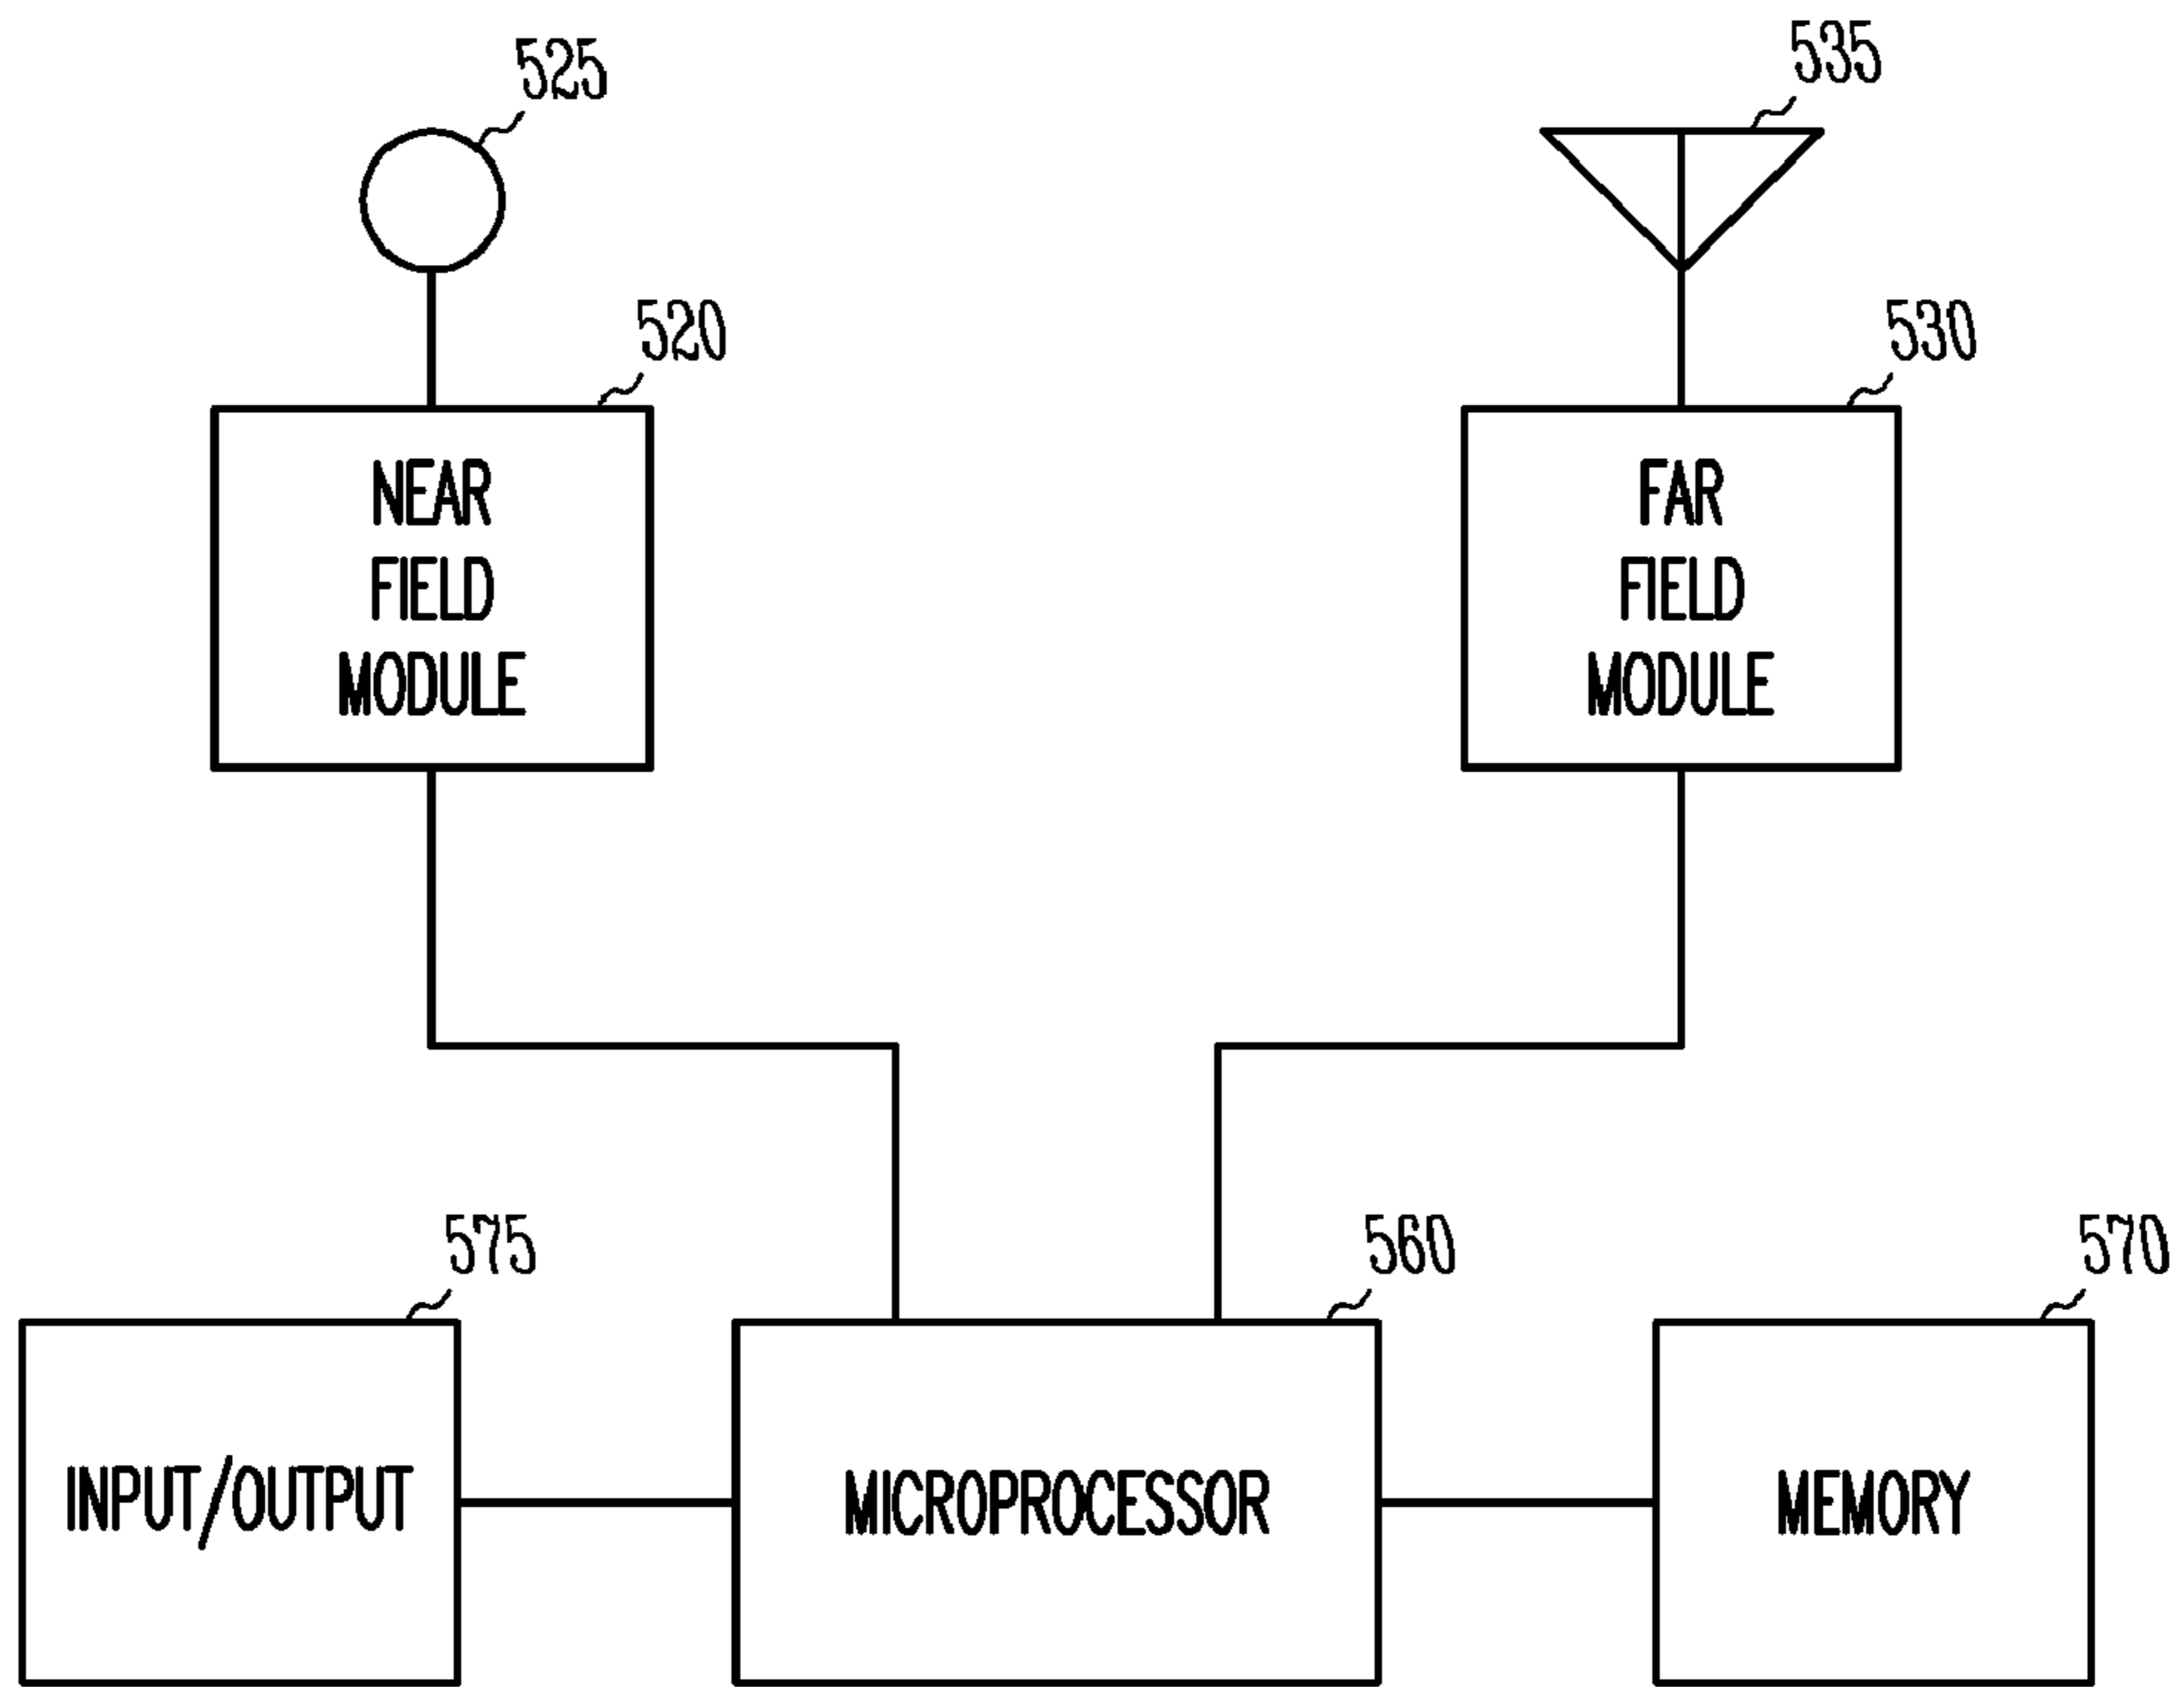 525
535
520
530
NEAR
FIELD
MODULE
FAR
FIELD
MODULE
575
560
570
INPUT/OUTPUT
MICROPROCESSOR
MEMORY